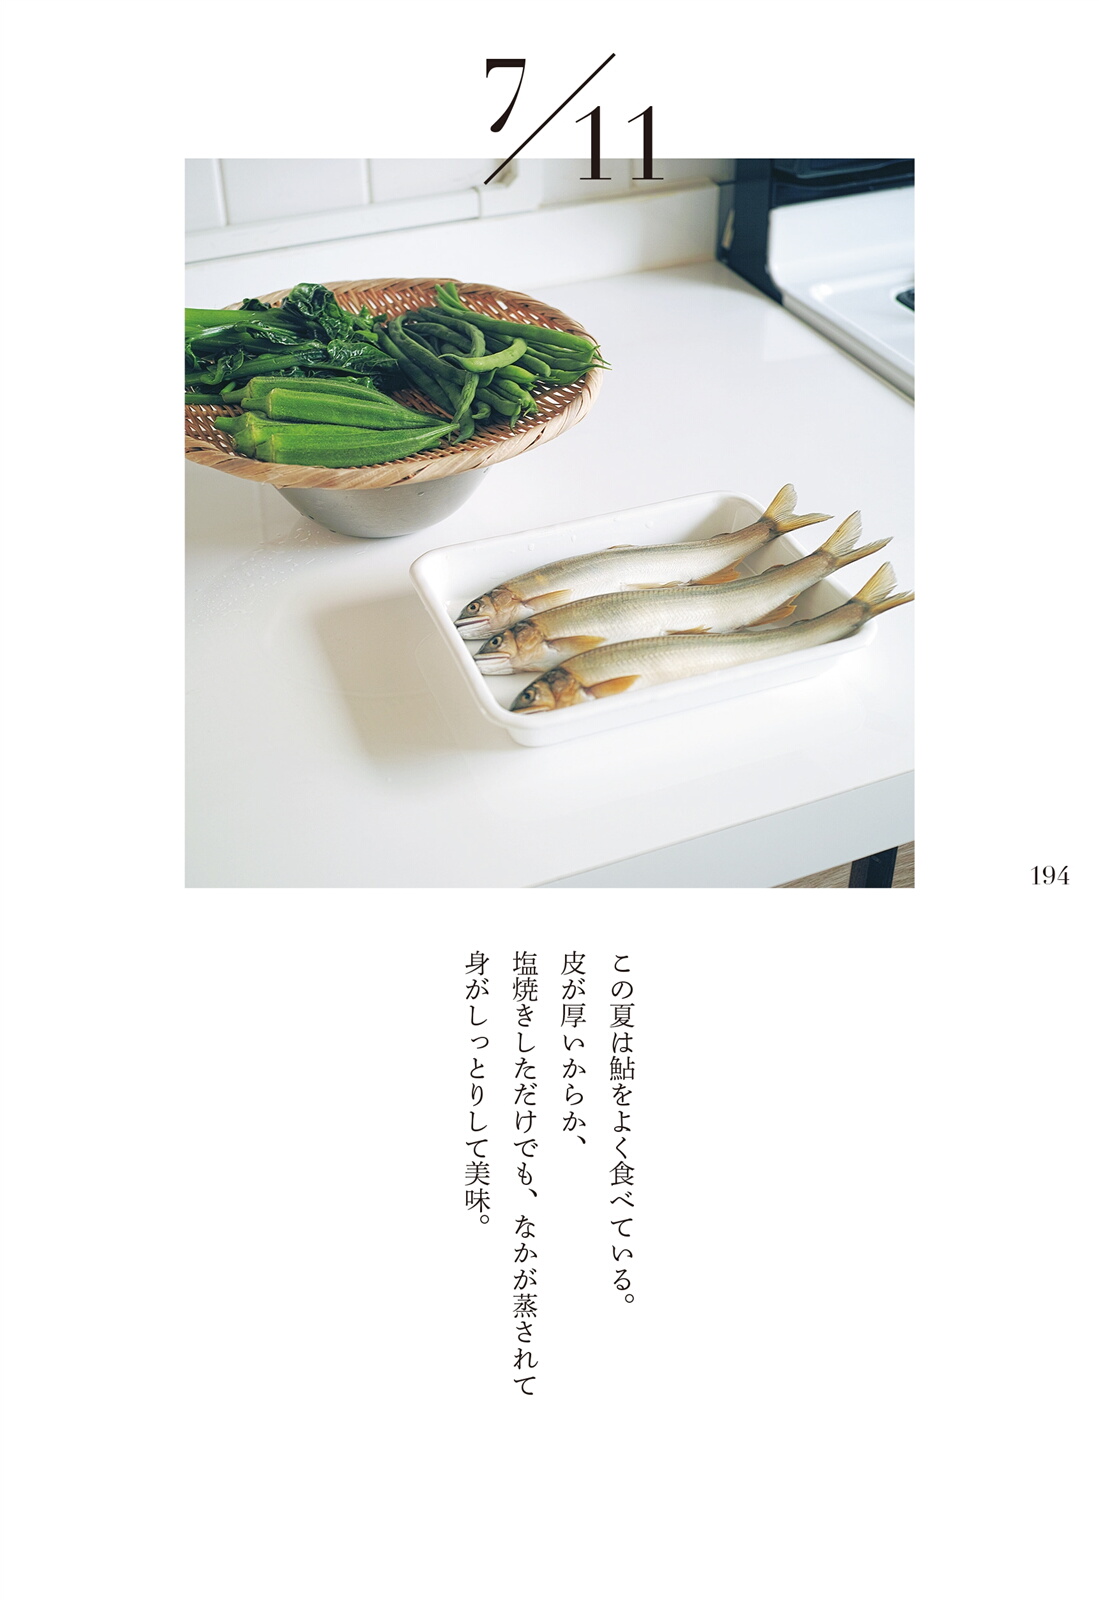 7/11
194
この夏は鮎をよく食べている。
皮が厚いからか、
塩焼きしただけでも、なかが蒸されて
身がしっとりして美味。